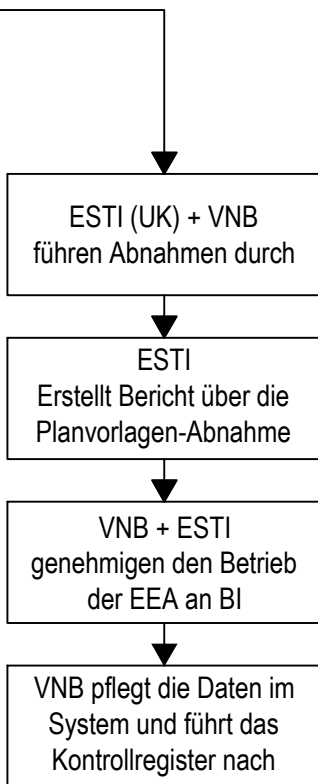 ESTI (UK) + VNB
führen Abnahmen durch
ESTI
Erstellt Bericht über die
Planvorlagen-Abnahme
VNB + ESTI
genehmigen den Betrieb
der EEA an BI
VNB pflegt die Daten im
System und führt das
Kontrollregister nach